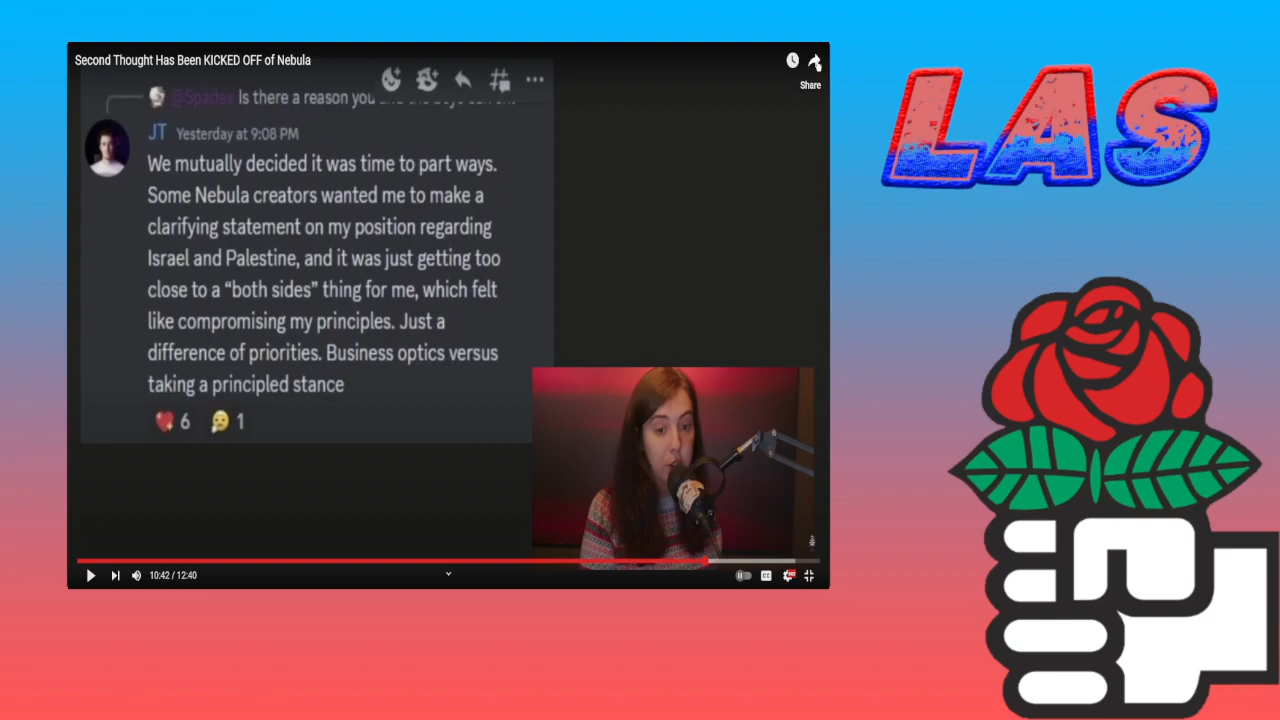 Second Thought Has Been KICKED OFF of Nebula
Share
LAS
@Spades Is there a reason you
JT Yesterday at 9:08 PM
We mutually decided it was time to part ways.
Some Nebula creators wanted me to make a
clarifying statement on my position regarding
Israel and Palestine, and it was just getting too
close to a “both sides” thing for me, which felt
like compromising my principles. Just a
difference of priorities. Business optics versus
taking a principled stance
6 1
10:42 / 12:40
CC
HD